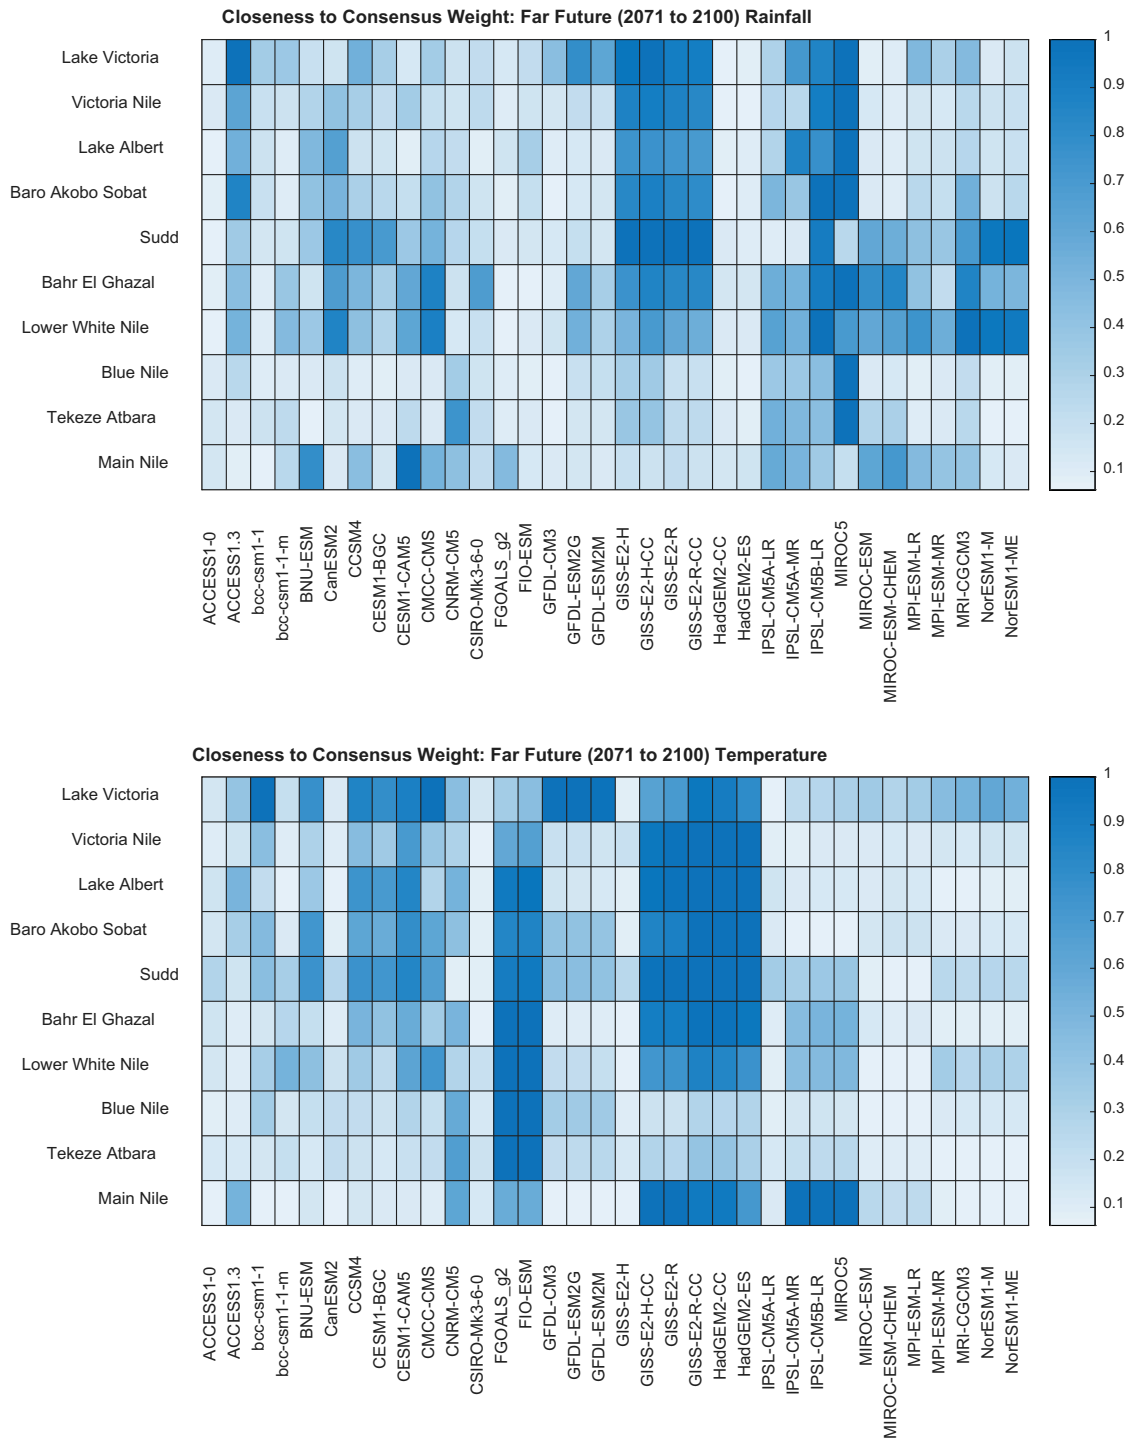 Closeness to Consensus Weight: Far Future (2071 to 2100) Rainfall
Lake Victoria
Victoria Nile
Lake Albert
Baro Akobo Sobat
Sudd
Bahr El Ghazal
Lower White Nile
Blue Nile
Tekeze Atbara
Main Nile
1
0.9
0.8
0.7
0.6
0.5
0.4
0.3
0.2
0.1
ACCESS1-0
ACCESS1.3
bcc-csm1-1
bcc-csm1-1-m
BNU-ESM
CanESM2
CCSM4
CESM1-BGC
CESM1-CAM5
CMCC-CMS
CNRM-CM5
CSIRO-Mk3-6-0
FGOALS_g2
FIO-ESM
GFDL-CM3
GFDL-ESM2G
GFDL-ESM2M
GISS-E2-H
GISS-E2-H-CC
GISS-E2-R
GISS-E2-R-CC
HadGEM2-CC
HadGEM2-ES
IPSL-CM5A-LR
IPSL-CM5A-MR
IPSL-CM5B-LR
MIROC5
MIROC-ESM
MIROC-ESM-CHEM
MPI-ESM-LR
MPI-ESM-MR
MRI-CGCM3
NorESM1-M
NorESM1-ME
Closeness to Consensus Weight: Far Future (2071 to 2100) Temperature
Lake Victoria
Victoria Nile
Lake Albert
Baro Akobo Sobat
Sudd
Bahr El Ghazal
Lower White Nile
Blue Nile
Tekeze Atbara
Main Nile
1
0.9
0.8
0.7
0.6
0.5
0.4
0.3
0.2
0.1
ACCESS1-0
ACCESS1.3
bcc-csm1-1
bcc-csm1-1-m
BNU-ESM
CanESM2
CCSM4
CESM1-BGC
CESM1-CAM5
CMCC-CMS
CNRM-CM5
CSIRO-Mk3-6-0
FGOALS_g2
FIO-ESM
GFDL-CM3
GFDL-ESM2G
GFDL-ESM2M
GISS-E2-H
GISS-E2-H-CC
GISS-E2-R
GISS-E2-R-CC
HadGEM2-CC
HadGEM2-ES
IPSL-CM5A-LR
IPSL-CM5A-MR
IPSL-CM5B-LR
MIROC5
MIROC-ESM
MIROC-ESM-CHEM
MPI-ESM-LR
MPI-ESM-MR
MRI-CGCM3
NorESM1-M
NorESM1-ME